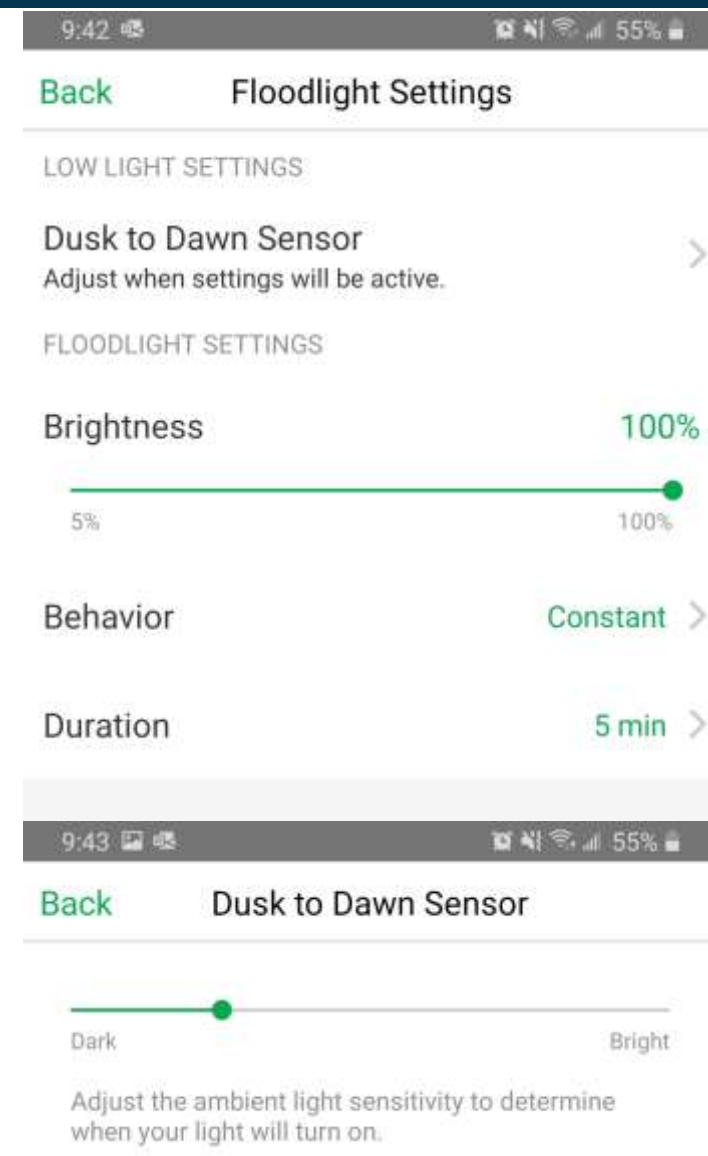 9:42 55%
Back Floodlight Settings
LOW LIGHT SETTINGS
Dusk to Dawn Sensor
Adjust when settings will be active.
FLOODLIGHT SETTINGS
Brightness 100%
5% 100%
Behavior Constant
Duration 5 min
9:43 55%
Back Dusk to Dawn Sensor
Dark Bright
Adjust the ambient light sensitivity to determine
when your light will turn on.